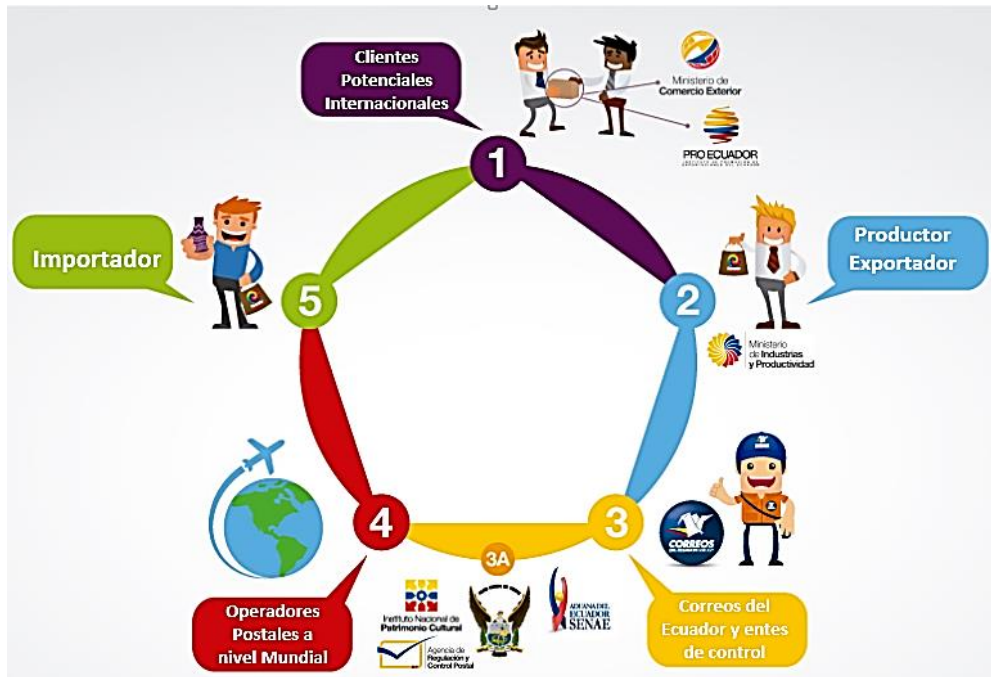 Clientes
Potenciales
Internacionales
Ministerio de
Comercio Exterior
PRO ECUADOR
1
Importador
5
2
Productor
Exportador
Ministerio
de Industrias
y Productividad
4
3
3A
CORREOS
DEL ECUADOR
Operadores
Postales a
nivel Mundial
Instituto Nacional de
Patrimonio Cultural
Agencia de
Regulación y
Control Postal
ADUANA DEL
ECUADOR
SENAE
Correos del
Ecuador y entes
de control